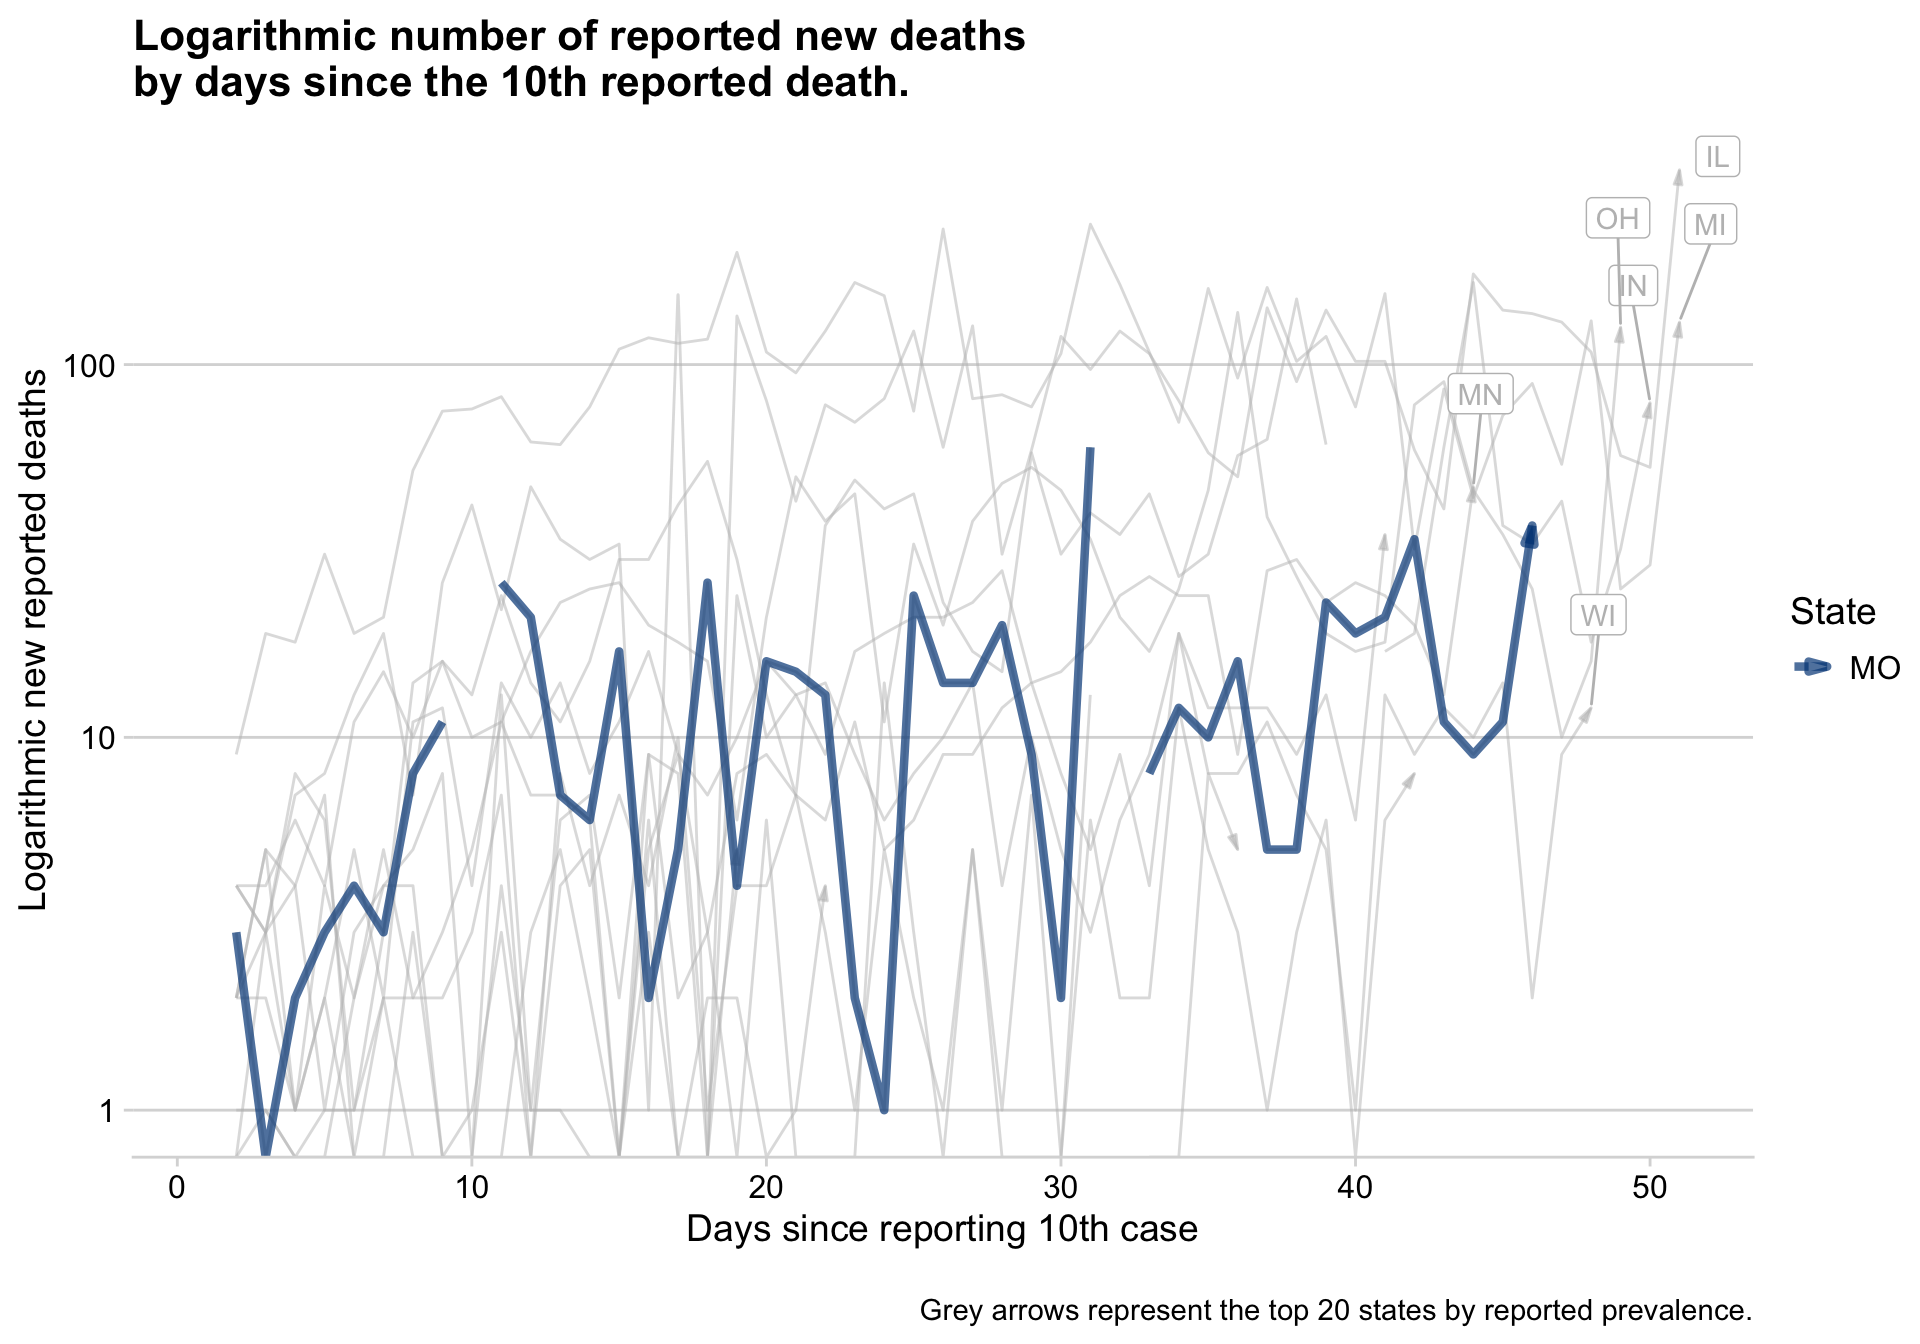 Logarithmic number of reported new deaths
by days since the 10th reported death.
IL
OH
MI
IN
100
MN
Logarithmic new reported deaths
State
WI
MO
10
1
0
10
20
30
40
50
Days since reporting 10th case
Grey arrows represent the top 20 states by reported prevalence.